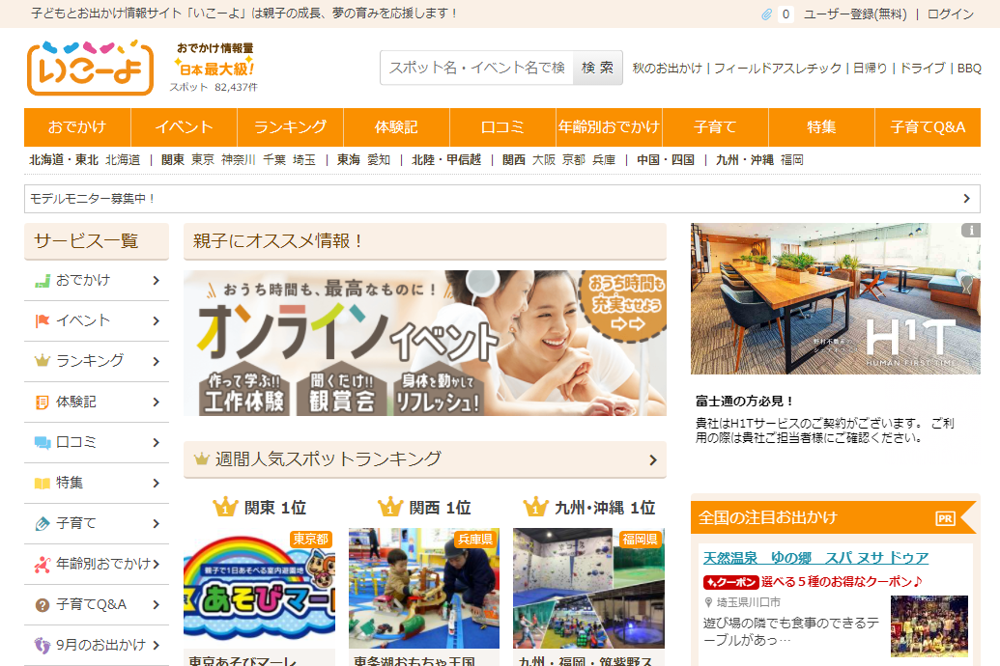 子どもとお出かけ情報サイト「いこーよ」は親子の成長、夢の育みを応援します！
0 ユーザー登録(無料) | ログイン
いこーよ
おでかけ情報量
日本最大級!
スポット 82,437件
スポット名・イベント名で検
検 索
秋のお出かけ | フィールドアスレチック | 日帰り | ドライブ | BBQ
おでかけ イベント ランキング 体験記 口コミ 年齢別おでかけ 子育て 特集 子育てQ&A
北海道・東北 北海道 | 関東 東京 神奈川 千葉 埼玉 | 東海 愛知 | 北陸・甲信越 | 関西 大阪 京都 兵庫 | 中国・四国 | 九州・沖縄 福岡
モデルモニター募集中！
サービス一覧
おでかけ
イベント
ランキング
体験記
口コミ
特集
子育て
年齢別おでかけ
子育てQ&A
9月のお出かけ
親子にオススメ情報！
おうち時間も、最高なものに！
オンラインイベント
おうち時間も
充実させよう
作って学ぶ!!
工作体験
聞くだけ!!
観賞会
身体を動かして
リフレッシュ!
週間人気スポットランキング
1 関東 1位
東京都
親子で1日あそべる室内遊園地
あそびマーレ
東京あそびマーレ
1 関西 1位
兵庫県
東条湖おもちゃ王国
1 九州・沖縄 1位
福岡県
九州・福岡・筑紫野ス
野村不動産の
H¹T
HUMAN FIRST TIME
富士通の方必見！
貴社はH1Tサービスのご契約がございます。 ご利
用の際は貴社ご担当者様にご確認ください。
全国の注目お出かけ
PR
天然温泉　ゆの郷　スパ ヌサ ドゥア
クーポン 選べる５種のお得なクーポン♪
埼玉県川口市
遊び場の隣でも食事のできるテ
ーブルがあっ…